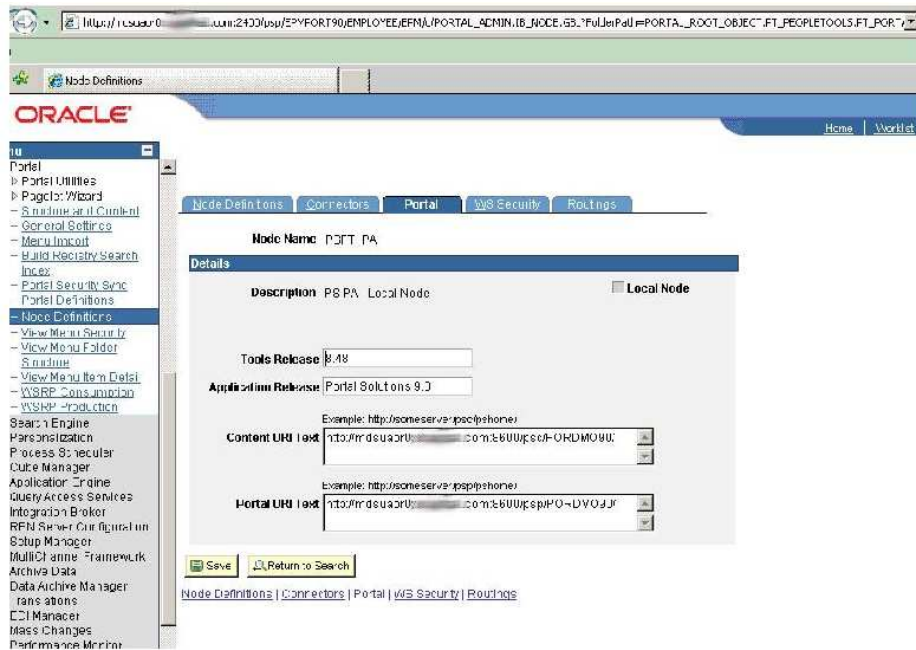 Node Definitions
ORACLE
Home | Worklist
Portal
Portal Utilities
Pagelet Wizard
Structure and Content
General Settings
Menu Import
Build Registry Search
Index
Portal Security Sync
Portal Definitions
Node Definitions
View Menu Security
View Menu Folder
Structure
View Menu Item Detail
WSRP Consumption
WSRP Production
Search Engine
Personalization
Process Scheduler
Cube Manager
Application Engine
Query Access Services
Integration Broker
REN Server Configuration
Setup Manager
MultiChannel Framework
Archive Data
Data Archive Manager
Translations
EDI Manager
Mass Changes
Performance Monitor
Node Definitions Connectors Portal WS Security Routings
Node Name PSFT_PA
Details
Description PS PA Local Node
Local Node
Tools Release 8.48
Application Release Portal Solutions 9.0
Example: http://someserver/psc/pshome/
Content URI Text
Example: http://someserver/psp/pshome/
Portal URI Text
Save Return to Search
Node Definitions | Connectors | Portal | WS Security | Routings